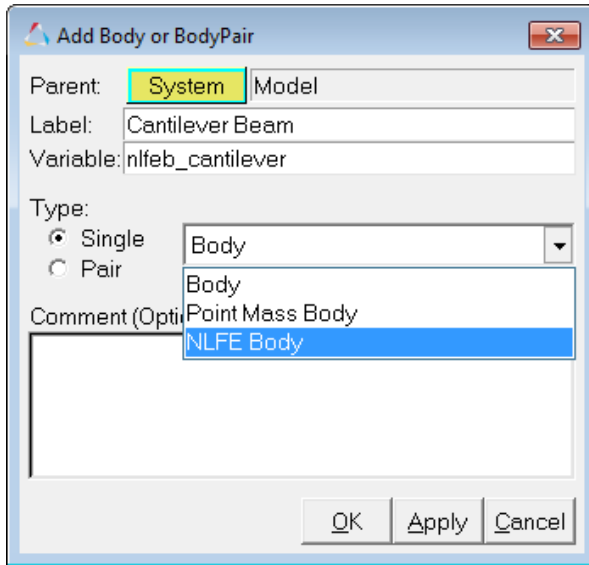 Add Body or BodyPair
Parent: System Model
Label: Cantilever Beam
Variable: nlfeb_cantilever
Type:
Single Body
Pair
Body
Comment (Opti Point Mass Body
NLFE Body
OK Apply Cancel